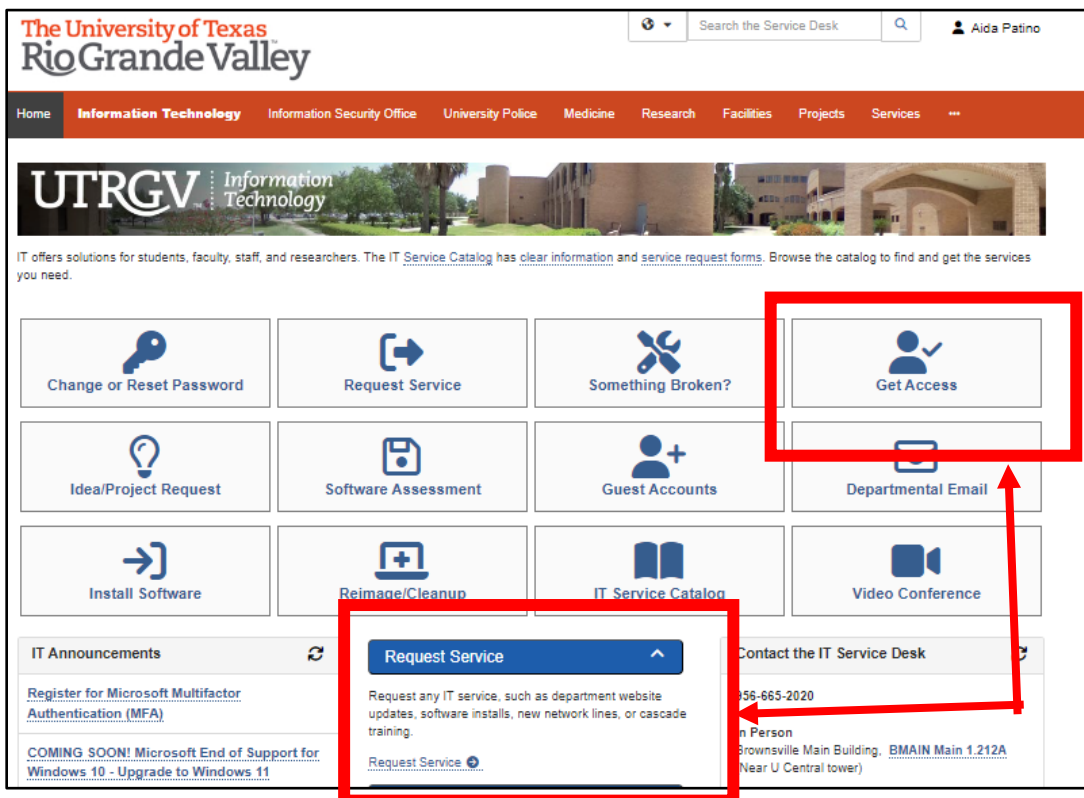 The University of Texas
RioGrande Valley
Search the Service Desk
Aida Patino
Home Information Technology Information Security Office University Police Medicine Research Facilities Projects Services ...
UTRGV Information
Technology
IT offers solutions for students, faculty, staff, and researchers. The IT Service Catalog has clear information and service request forms. Browse the catalog to find and get the services
you need.
Change or Reset Password
Request Service
Something Broken?
Get Access
Idea/Project Request
Software Assessment
Guest Accounts
Departmental Email
Install Software
Reimage/Cleanup
IT Service Catalog
Video Conference
IT Announcements
Register for Microsoft Multifactor
Authentication (MFA)
COMING SOON! Microsoft End of Support for
Windows 10 - Upgrade to Windows 11
Request Service
Request any IT service, such as department website
updates, software installs, new network lines, or cascade
training.
Request Service
Contact the IT Service Desk
956-665-2020
In Person
Brownsville Main Building, BMAIN Main 1.212A
(Near U Central tower)